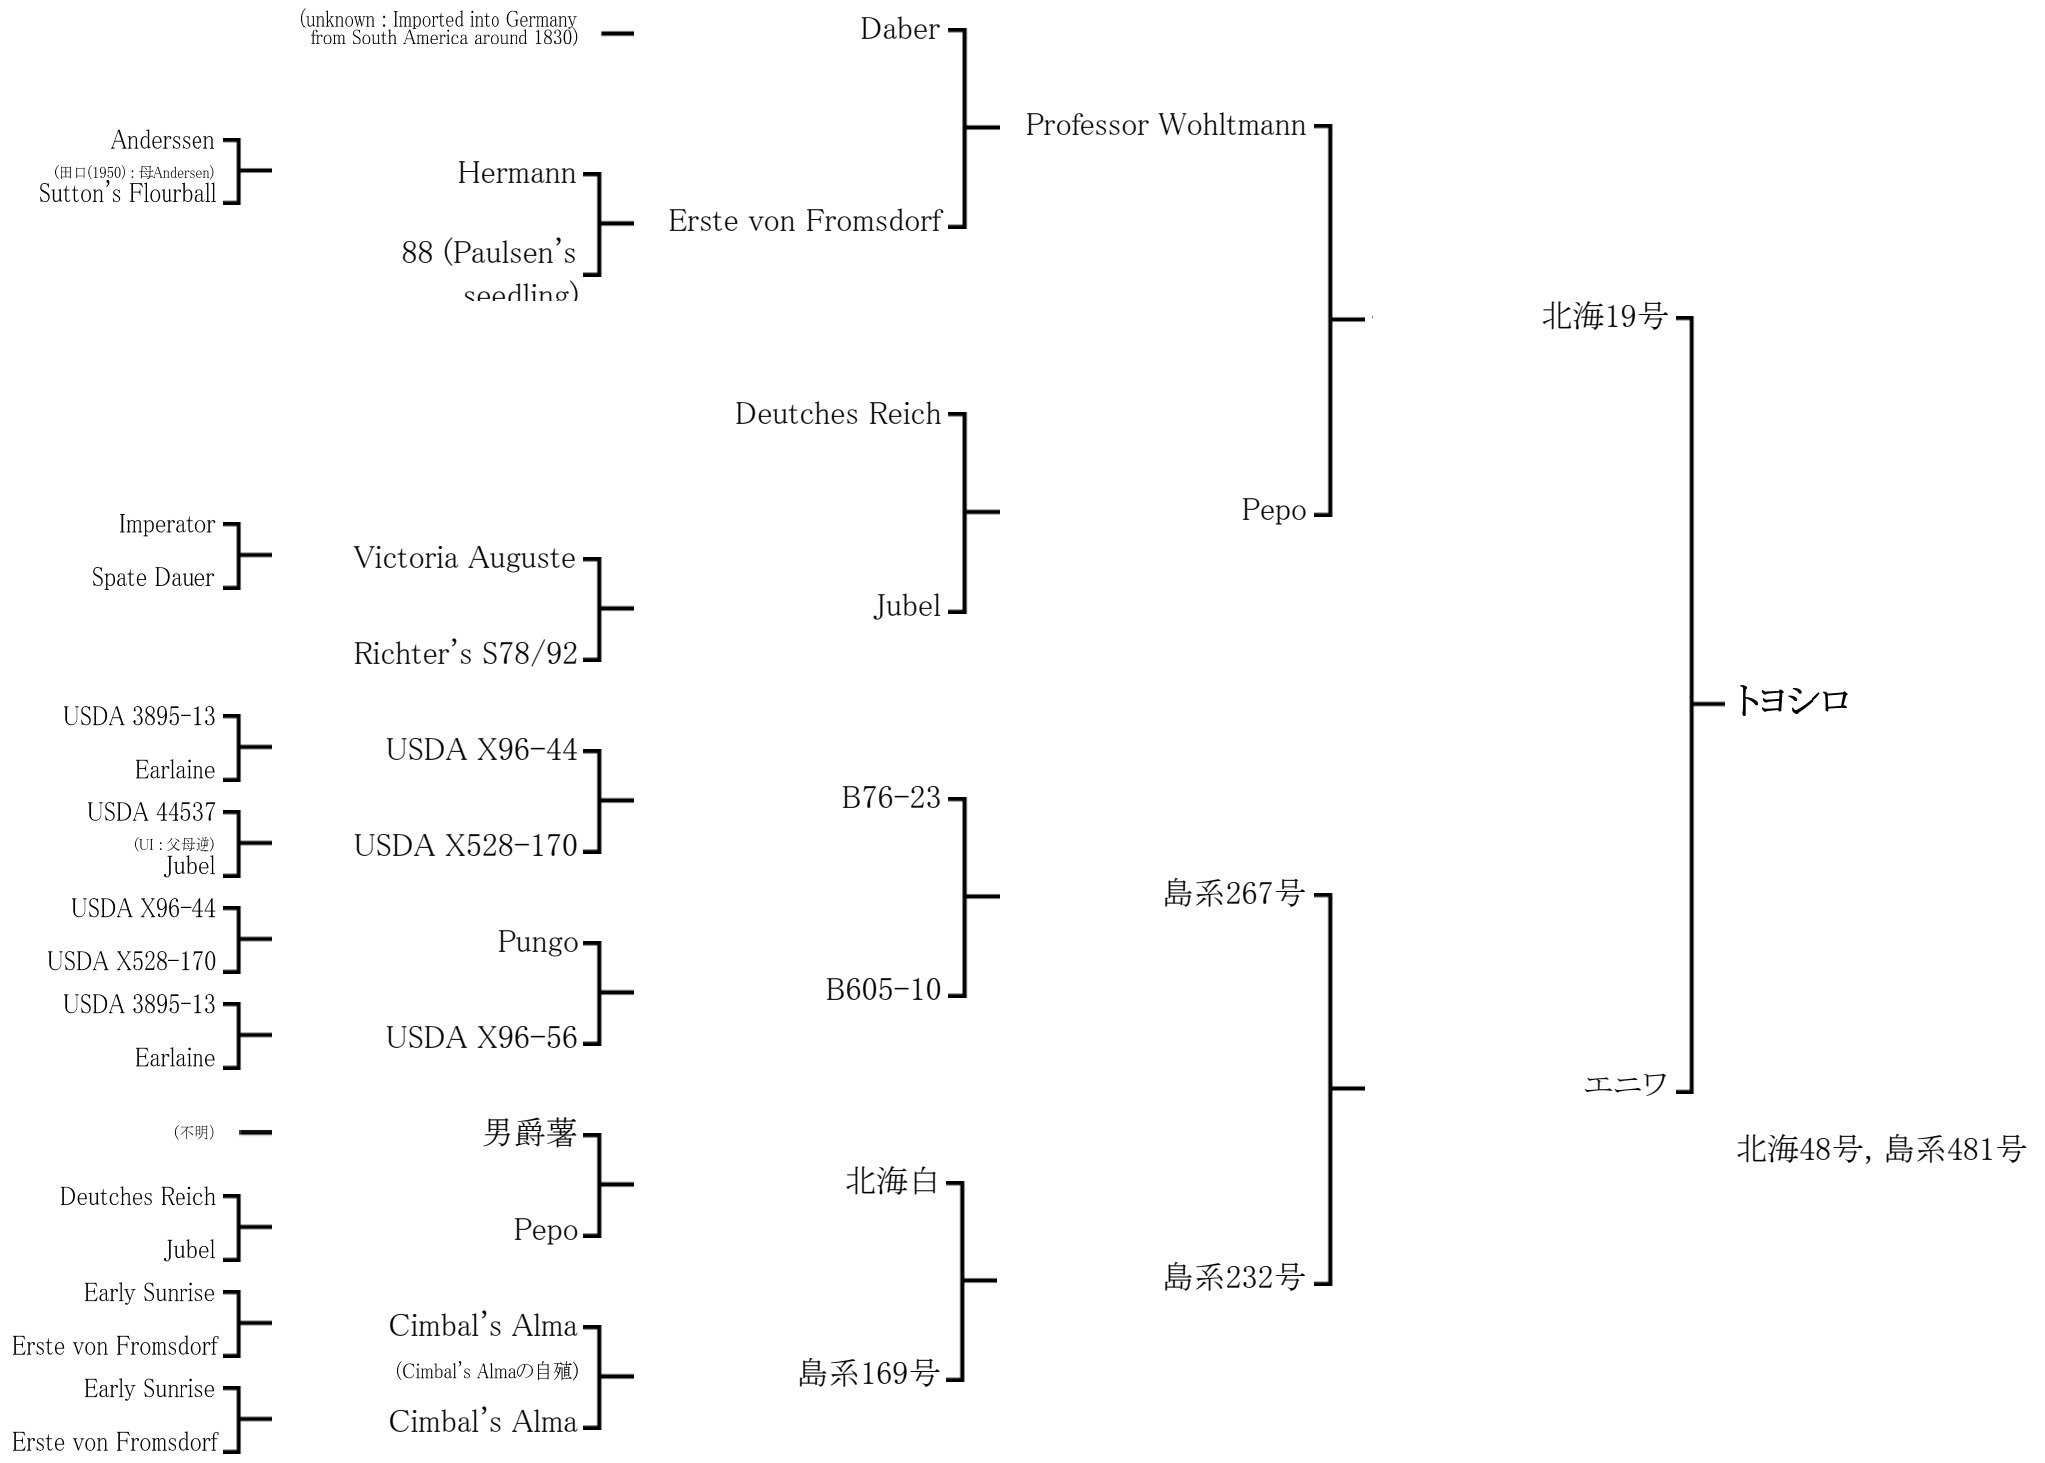 (unknown : Imported into Germany
from South America around 1830)
Daber
Professor Wohltmann
Anderssen
(田口(1950) : 母Andersen)
Sutton's Flourball
Hermann
Erste von Fromsdorf
88 (Paulsen's
seedling)
北海19号
Deutches Reich
Pepo
Imperator
Spate Dauer
Victoria Auguste
Jubel
Richter's S78/92
トヨシロ
USDA 3895-13
Earlaine
USDA X96-44
B76-23
USDA 44537
(UI : 父母逆)
Jubel
USDA X528-170
島系267号
USDA X96-44
USDA X528-170
Pungo
B605-10
USDA 3895-13
Earlaine
USDA X96-56
エニワ
(不明)
男爵薯
北海48号, 島系481号
Deutches Reich
Jubel
Pepo
北海白
島系232号
Early Sunrise
Erste von Fromsdorf
Cimbal's Alma
(Cimbal's Almaの自殖)
島系169号
Early Sunrise
Erste von Fromsdorf
Cimbal's Alma